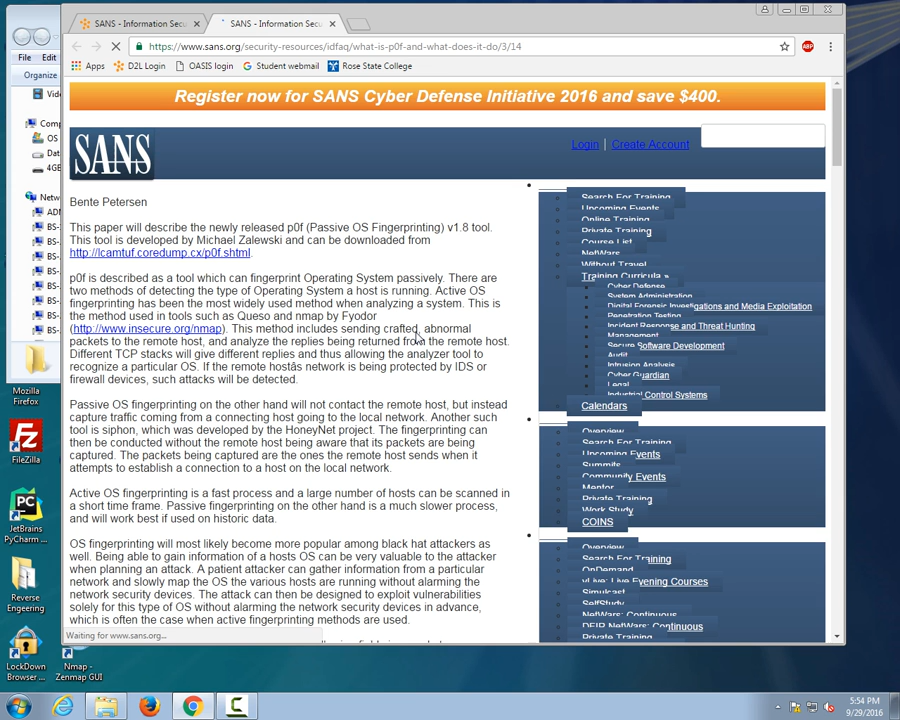 SANS - Information Secu
SANS - Information Secu
https://www.sans.org/security-resources/idfaq/what-is-p0f-and-what-does-it-do/3/14
ABP
File Edit
Apps D2L Login OASIS login Student webmail Rose State College
Organize
Register now for SANS Cyber Defense Initiative 2016 and save $400.
SANS
Login | Create Account
Bente Petersen
This paper will describe the newly released p0f (Passive OS Fingerprinting) v1.8 tool.
This tool is developed by Michael Zalewski and can be downloaded from
http://lcamtuf.coredump.cx/p0f.shtml.
p0f is described as a tool which can fingerprint Operating System passively. There are
two methods of detecting the type of Operating System a host is running. Active OS
fingerprinting has been the most widely used method when analyzing a system. This is
the method used in tools such as Queso and nmap by Fyodor
(http://www.insecure.org/nmap). This method includes sending crafted, abnormal
packets to the remote host, and analyze the replies being returned from the remote host.
Different TCP stacks will give different replies and thus allowing the analyzer tool to
recognize a particular OS. If the remote hostâs network is being protected by IDS or
firewall devices, such attacks will be detected.
Passive OS fingerprinting on the other hand will not contact the remote host, but instead
capture traffic coming from a connecting host going to the local network. Another such
tool is siphon, which was developed by the HoneyNet project. The fingerprinting can
then be conducted without the remote host being aware that its packets are being
captured. The packets being captured are the ones the remote host sends when it
attempts to establish a connection to a host on the local network.
Active OS fingerprinting is a fast process and a large number of hosts can be scanned in
a short time frame. Passive fingerprinting on the other hand is a much slower process,
and will work best if used on historic data.
OS fingerprinting will most likely become more popular among black hat attackers as
well. Being able to gain information of a hosts OS can be very valuable to the attacker
when planning an attack. A patient attacker can gather information from a particular
network and slowly map the OS the various hosts are running without alarming the
network security devices. The attack can then be designed to exploit vulnerabilities
solely for this type of OS without alarming the network security devices in advance,
which is often the case when active fingerprinting methods are used.
Waiting for www.sans.org...
Search For Training
Upcoming Events
Online Training
Private Training
Course List
NetWars
Without Travel
Training Curricula »
Cyber Defense
System Administration
Digital Forensic Investigations and Media Exploitation
Penetration Testing
Incident Response and Threat Hunting
Management
Secure Software Development
Audit
Intrusion Analysis
Cyber Guardian
Legal
Industrial Control Systems
Calendars
Overview
Search For Training
Upcoming Events
Summits
Community Events
Mentor
Private Training
Work Study
COINS
Overview
Search For Training
OnDemand
vLive: Live Evening Courses
Simulcast
SelfStudy
NetWars: Continuous
DFIR NetWars: Continuous
Private Training
Vide
Comp
OS
Dat
4GE
Netw
ADM
BS-
BS-
BS-
BS-
BS-
BS-
BS-
BS-
Mozilla
Firefox
FileZilla
PC
JetBrains
PyCharm ...
Reverse
Engeering
LockDown
Browser ...
Nmap -
Zenmap GUI
5:54 PM
9/29/2016